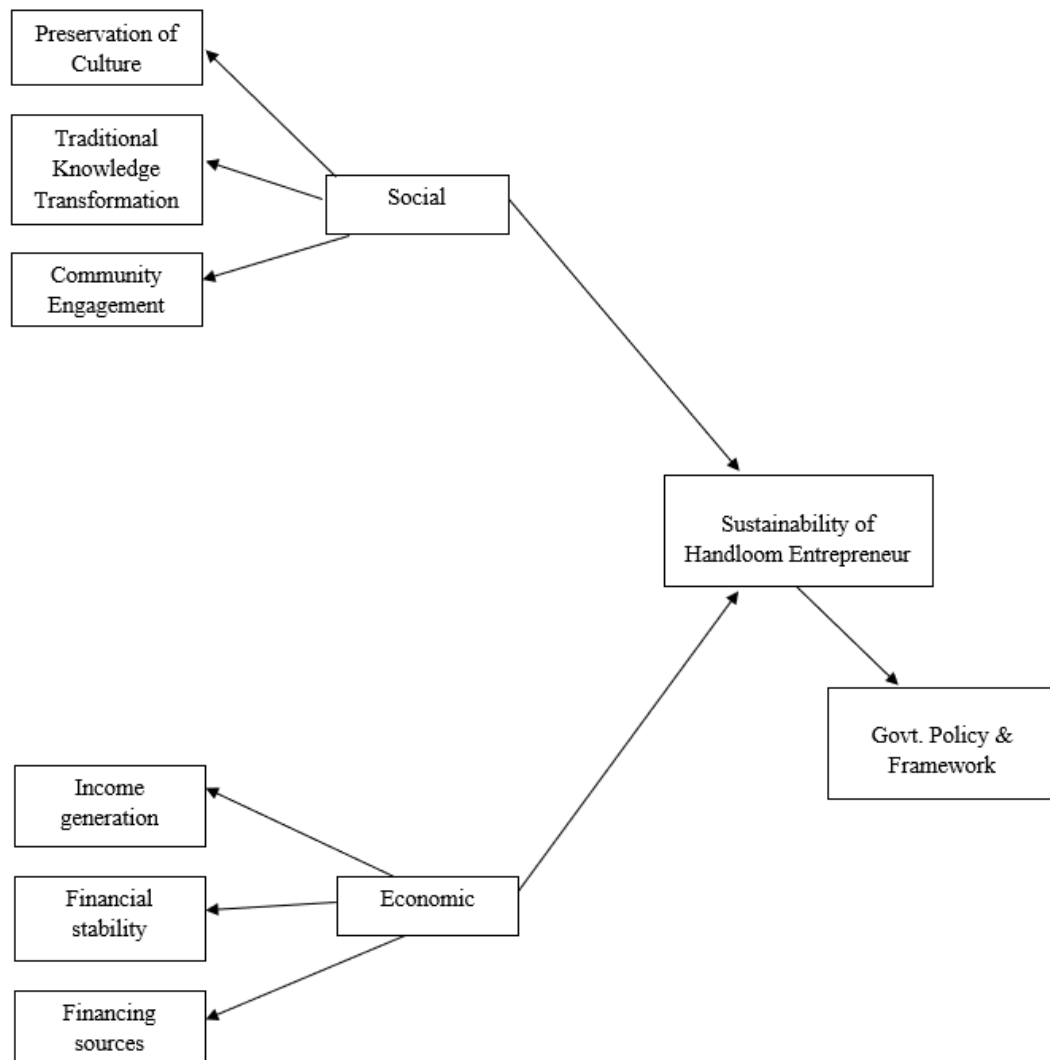 Preservation of
Culture
Traditional
Knowledge
Transformation
Social
Community
Engagement
Sustainability of
Handloom Entrepreneur
Govt. Policy &
Framework
Income
generation
Financial
stability
Economic
Financing
sources